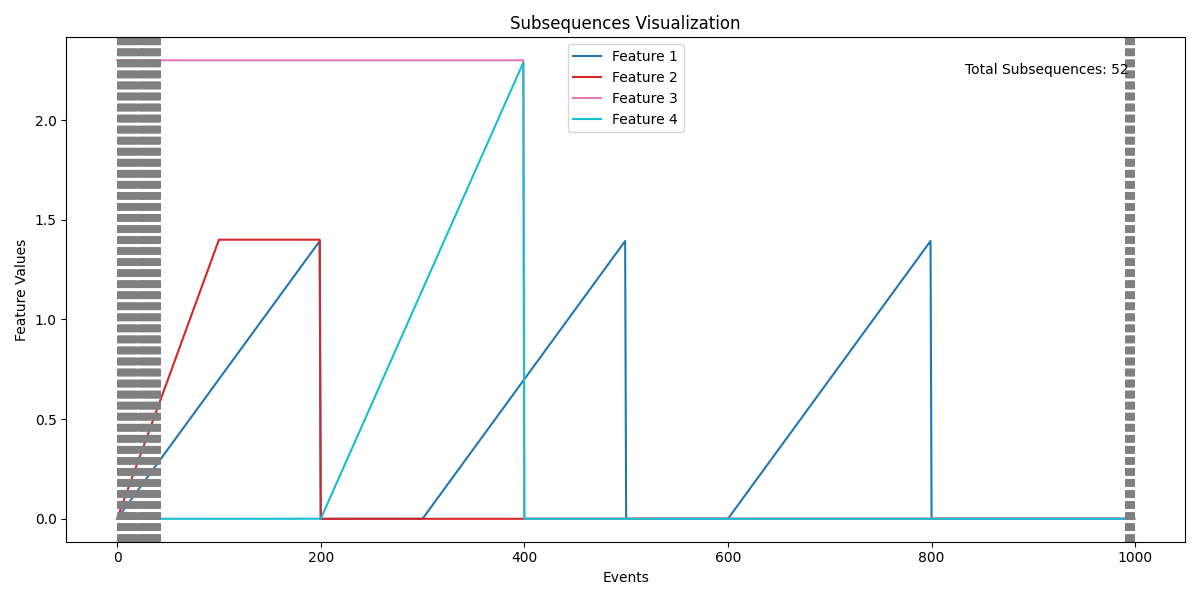 Subsequences Visualization
Feature 1
Feature 2
Feature 3
Feature 4
Total Subsequences: 52
Feature Values
2.0
1.5
1.0
0.5
0.0
0 200 400 600 800 1000
Events